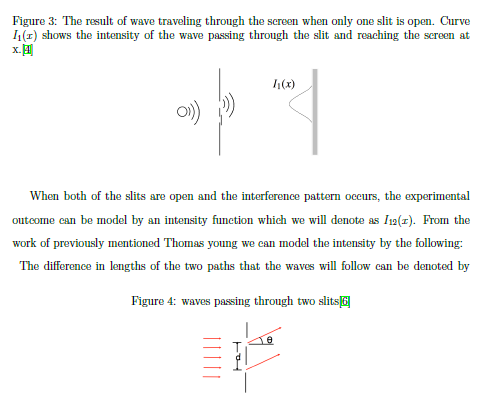 Figure 3: The result of wave traveling through the screen when only one slit is open. Curve
I₁(x) shows the intensity of the wave passing through the slit and reaching the screen at
x.[4]
I₁(x)
When both of the slits are open and the interference pattern occurs, the experimental
outcome can be model by an intensity function which we will denote as I₁₂(x). From the
work of previously mentioned Thomas young we can model the intensity by the following:
The difference in lengths of the two paths that the waves will follow can be denoted by
Figure 4: waves passing through two slits[6]
θ
d